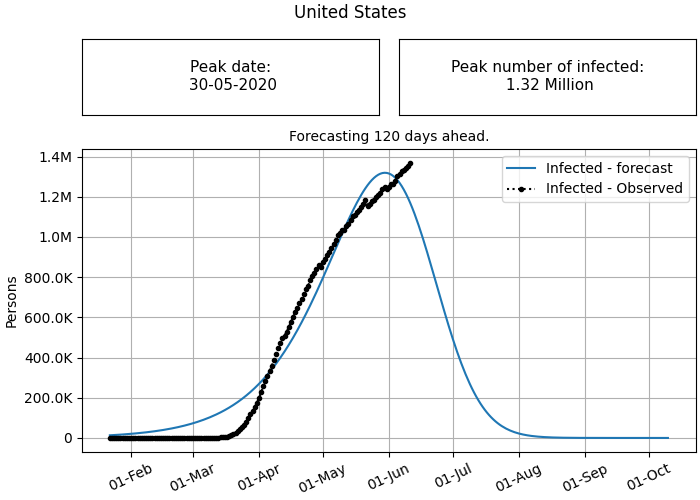 United States
Peak date:
30-05-2020
Peak number of infected:
1.32 Million
Forecasting 120 days ahead.
Infected - forecast
Infected - Observed
Persons
1.4M
1.2M
1.0M
800.0K
600.0K
400.0K
200.0K
0
01-Feb
01-Mar
01-Apr
01-May
01-Jun
01-Jul
01-Aug
01-Sep
01-Oct